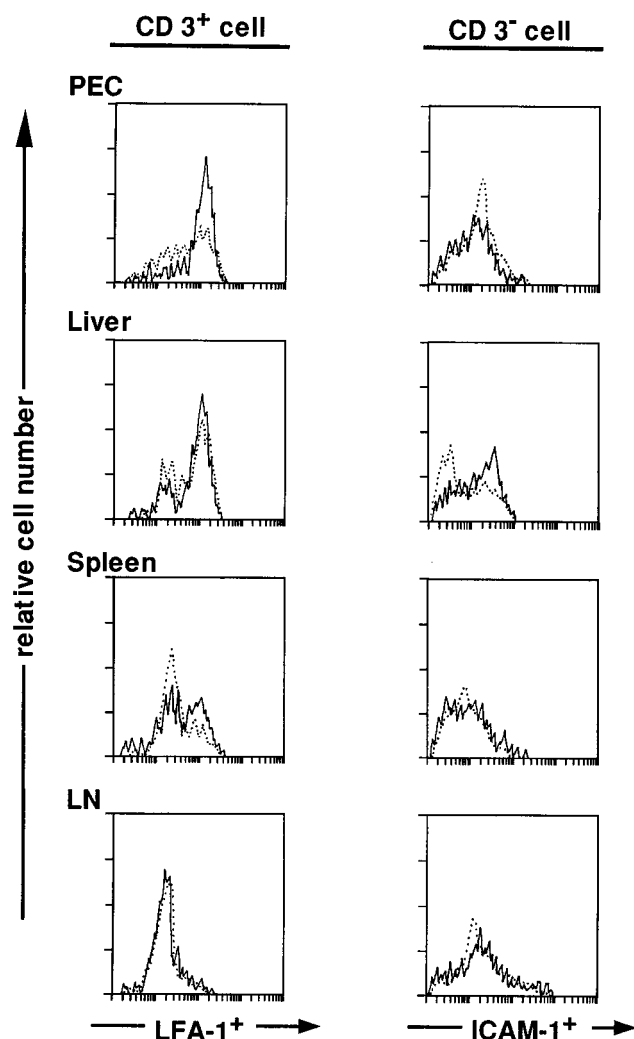 CD 3+ cell
CD 3- cell
PEC
Liver
Spleen
LN
relative cell number
LFA-1+
ICAM-1+